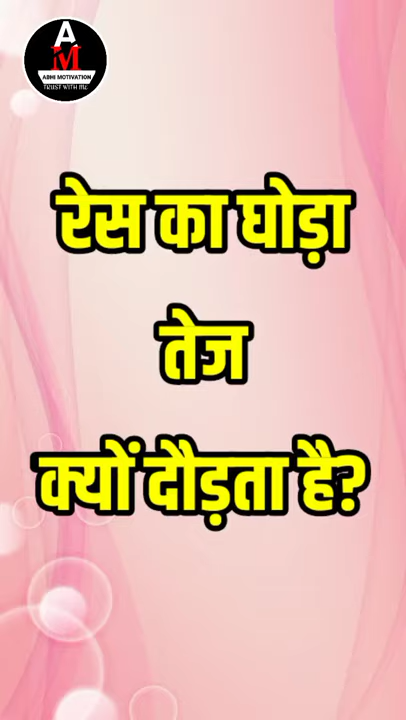 A
M
ABHI MOTIVATION
TRUST WITH ME
रेस का घोड़ा
तेज
क्यों दौड़ता है?